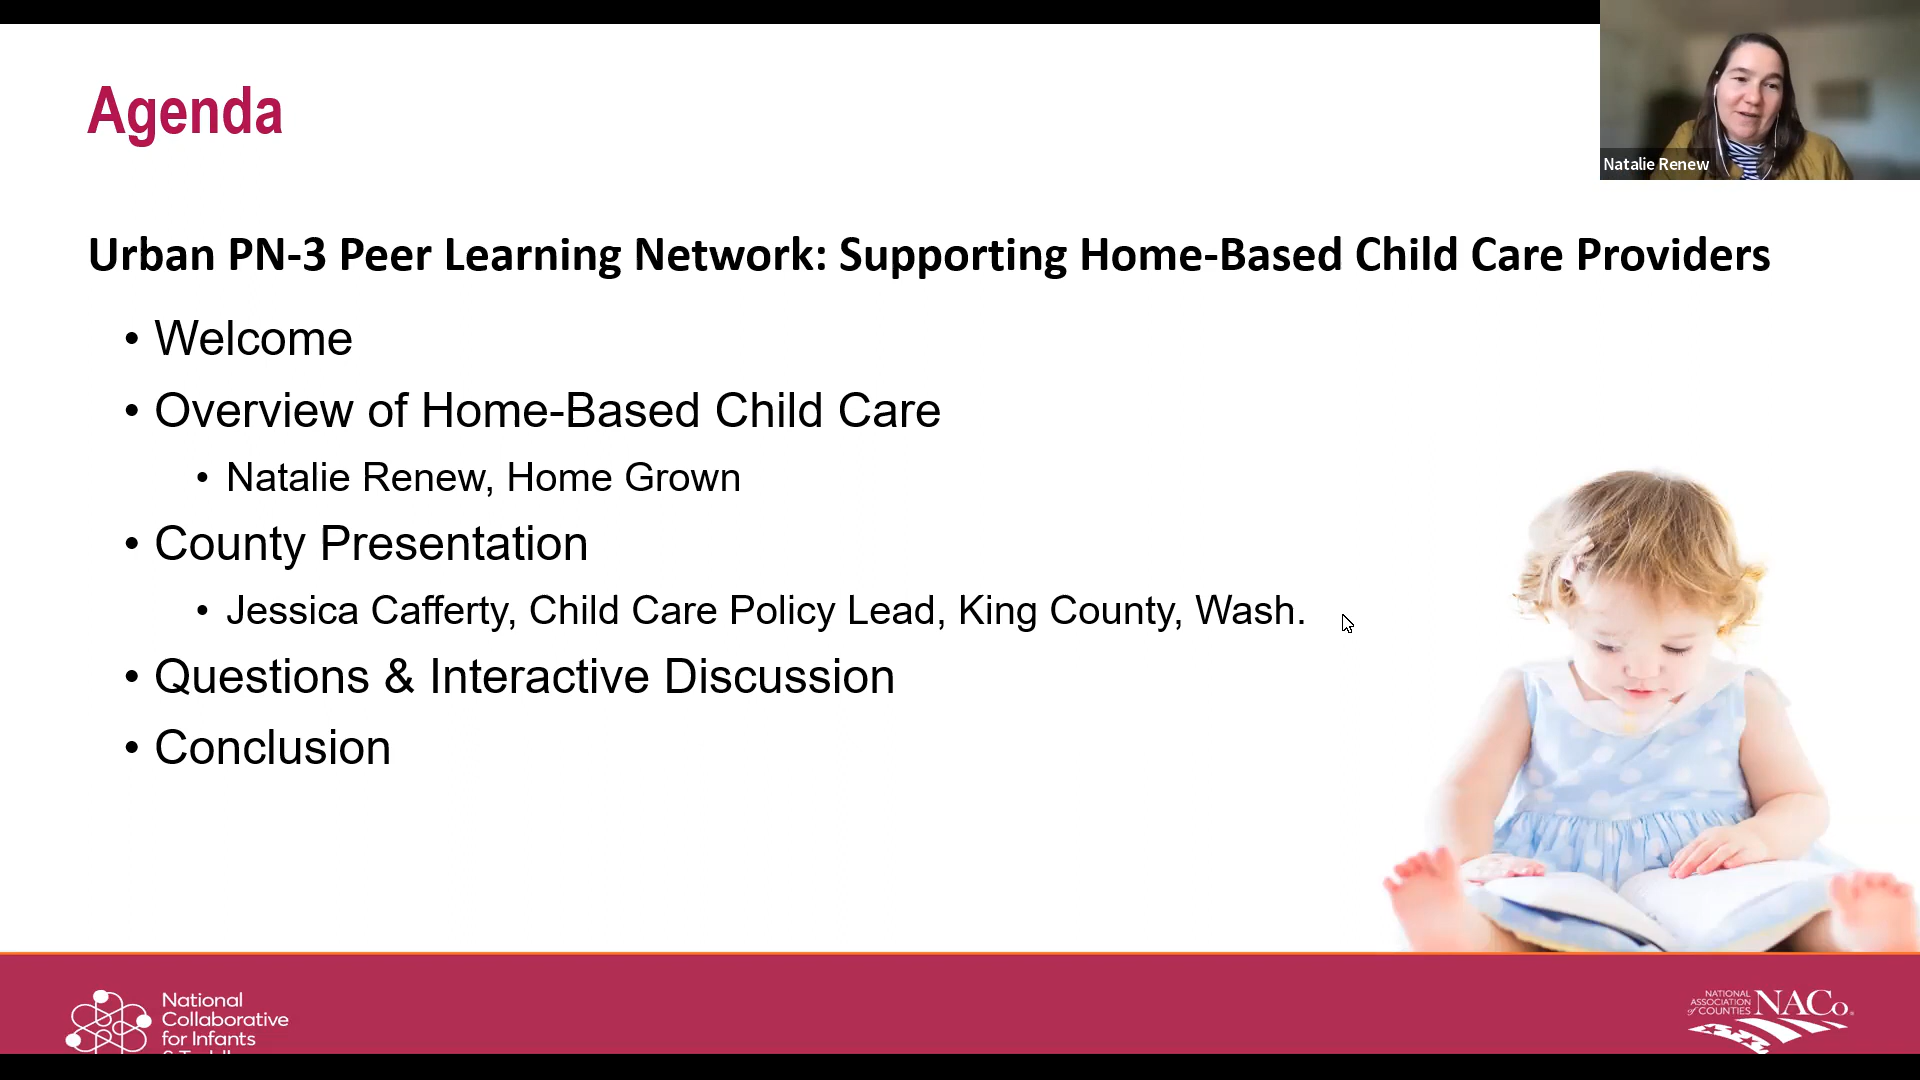 Agenda
Natalie Renew
Urban PN-3 Peer Learning Network: Supporting Home-Based Child Care Providers
• Welcome
• Overview of Home-Based Child Care
• Natalie Renew, Home Grown
• County Presentation
• Jessica Cafferty, Child Care Policy Lead, King County, Wash.
• Questions & Interactive Discussion
• Conclusion
National
Collaborative
for Infants
NATIONAL
ASSOCIATION
of COUNTIES
NACo